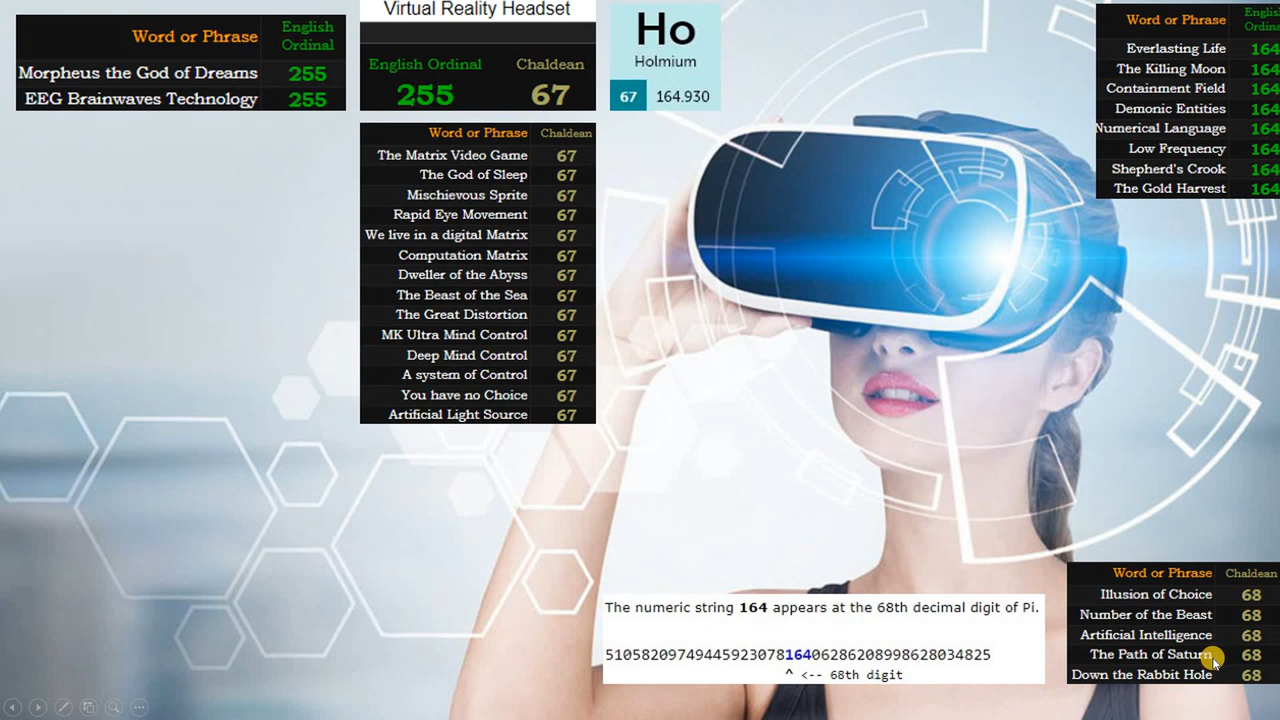 Word or Phrase English Ordinal
Morpheus the God of Dreams 255
EEG Brainwaves Technology 255
Virtual Reality Headset
English Ordinal Chaldean
255 67
Word or Phrase Chaldean
The Matrix Video Game 67
The God of Sleep 67
Mischievous Sprite 67
Rapid Eye Movement 67
We live in a digital Matrix 67
Computation Matrix 67
Dweller of the Abyss 67
The Beast of the Sea 67
The Great Distortion 67
MK Ultra Mind Control 67
Deep Mind Control 67
A system of Control 67
You have no Choice 67
Artificial Light Source 67
Ho
Holmium
67 164.930
Word or Phrase English Ordina
Everlasting Life 164
The Killing Moon 164
Containment Field 164
Demonic Entities 164
Numerical Language 164
Low Frequency 164
Shepherd's Crook 164
The Gold Harvest 164
The numeric string 164 appears at the 68th decimal digit of Pi.
5105820974944592307816406286208998628034825
^ <-- 68th digit
Word or Phrase Chaldean
Illusion of Choice 68
Number of the Beast 68
Artificial Intelligence 68
The Path of Saturn 68
Down the Rabbit Hole 68